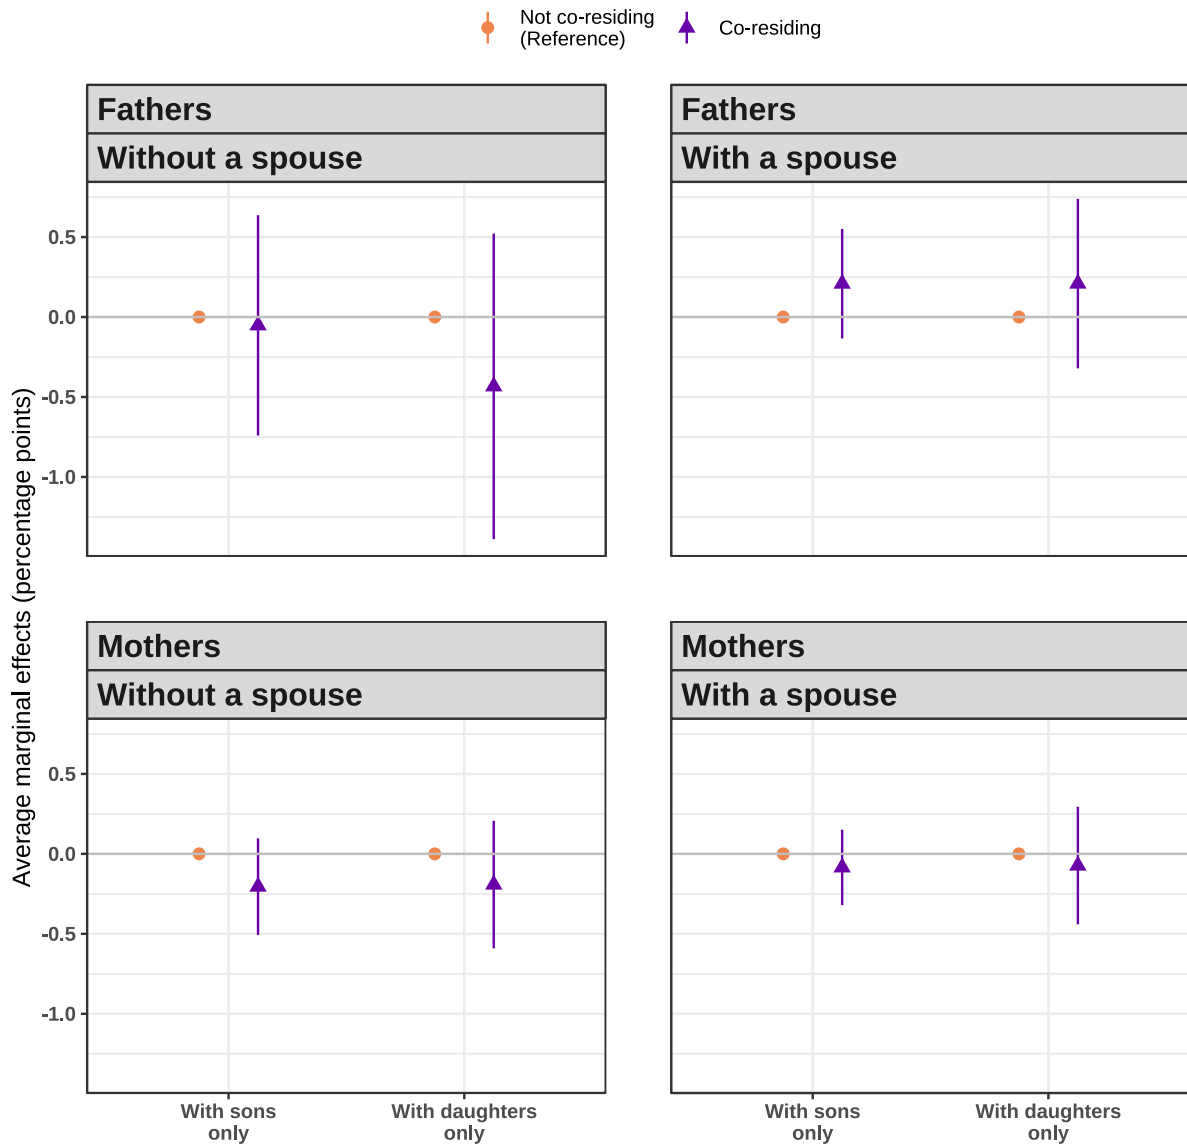 Not co-residing
(Reference)
Co-residing
Fathers
Without a spouse
Fathers
With a spouse
0.5
0.0
-0.5
-1.0
Average marginal effects (percentage points)
Mothers
Without a spouse
Mothers
With a spouse
0.5
0.0
-0.5
-1.0
With sons
only
With daughters
only
With sons
only
With daughters
only